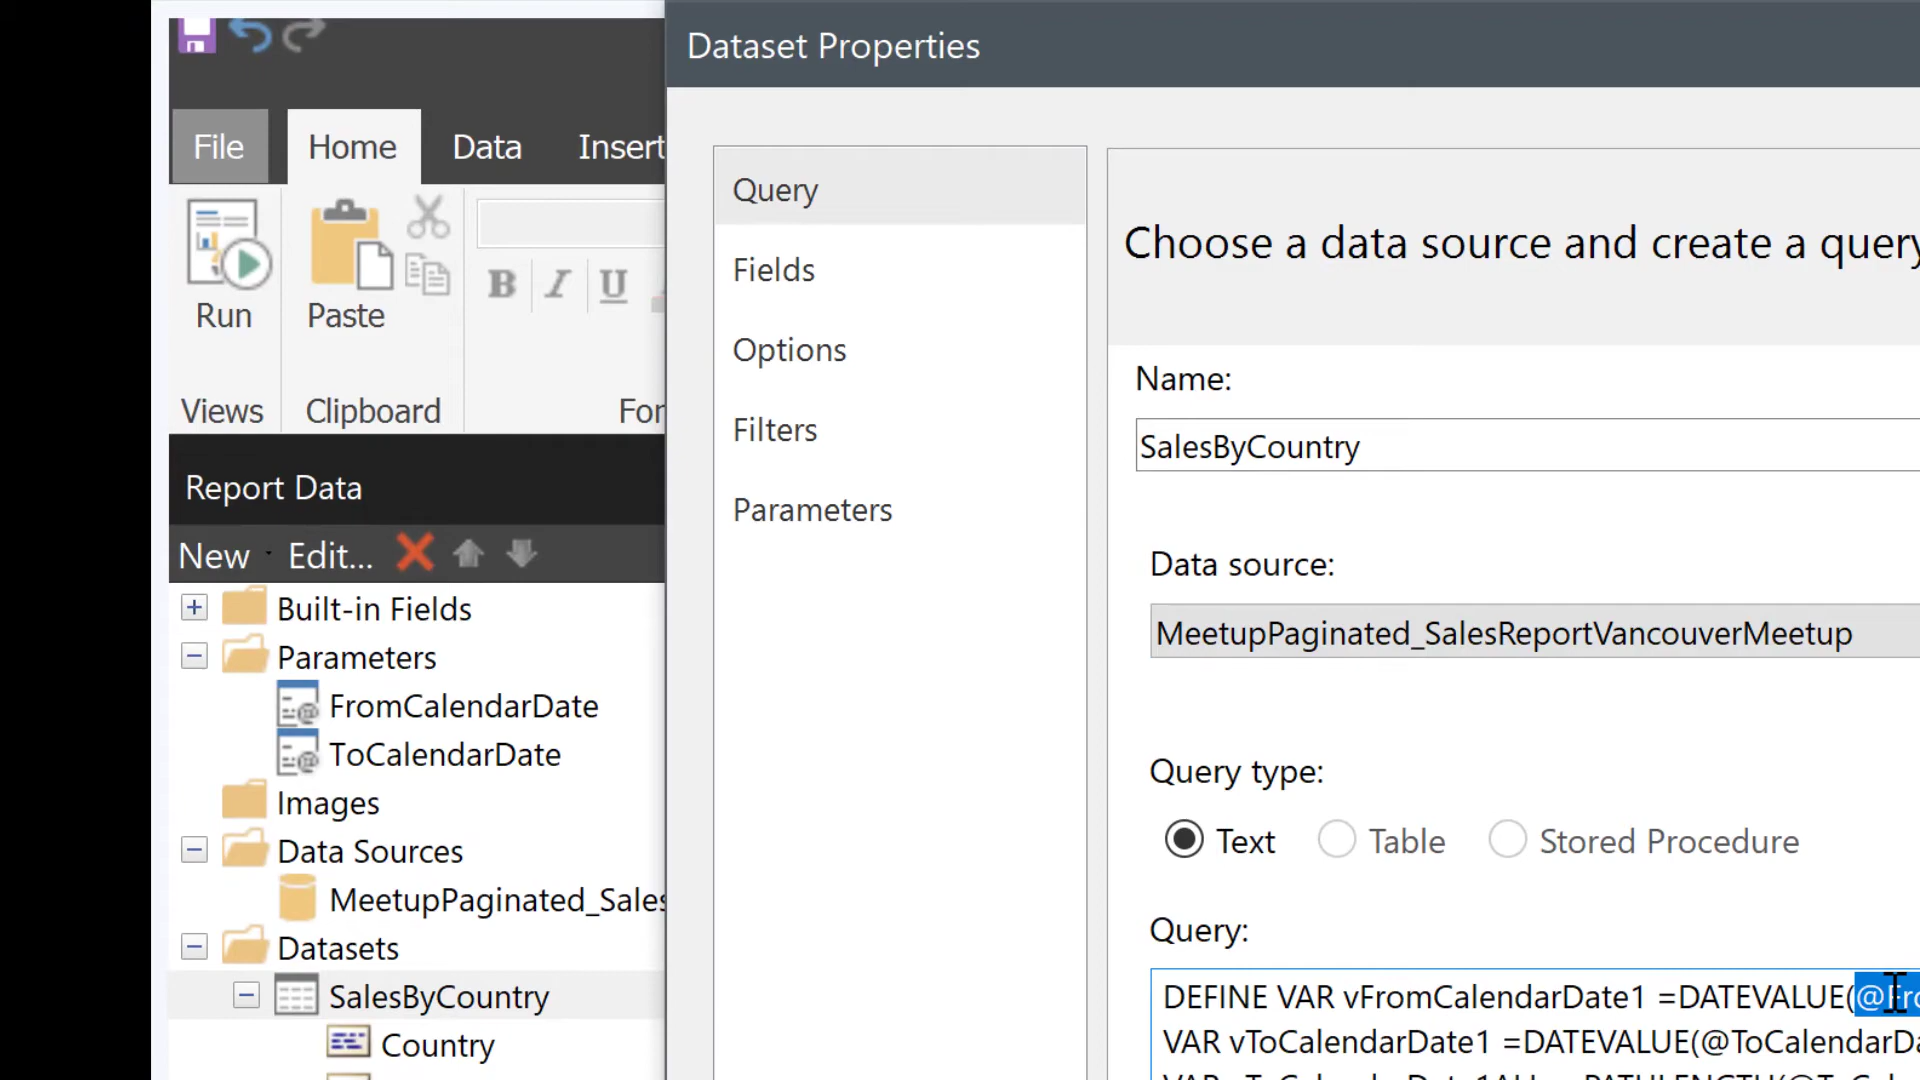 Dataset Properties
File
Home
Data
Insert
B I U
Run
Paste
Views
Clipboard
Query
Fields
Options
Filters
Parameters
Choose a data source and create a query
Name:
SalesByCountry
Data source:
MeetupPaginated_SalesReportVancouverMeetup
Query type:
Text
Table
Stored Procedure
Query:
DEFINE VAR vFromCalendarDate1 =DATEVALUE(@Fro
VAR vToCalendarDate1 =DATEVALUE(@ToCalendarDa
Report Data
New
Edit...
Built-in Fields
Parameters
FromCalendarDate
ToCalendarDate
Images
Data Sources
MeetupPaginated_Sales
Datasets
SalesByCountry
Country